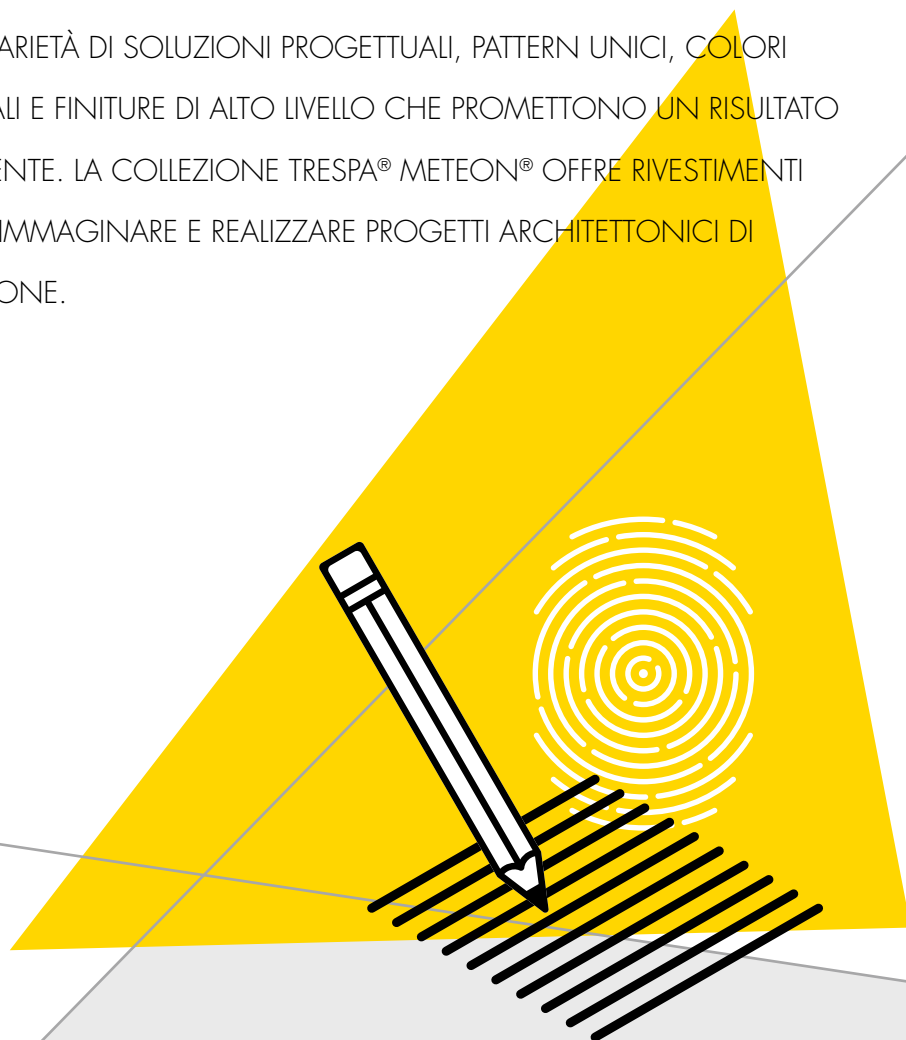 ARIETÀ DI SOLUZIONI PROGETTUALI, PATTERN UNICI, COLORI
ALI E FINITURE DI ALTO LIVELLO CHE PROMETTONO UN RISULTATO
ENTE. LA COLLEZIONE TRESPA® METEON® OFFRE RIVESTIMENTI
IMMAGINARE E REALIZZARE PROGETTI ARCHITETTONICI DI
ONE.